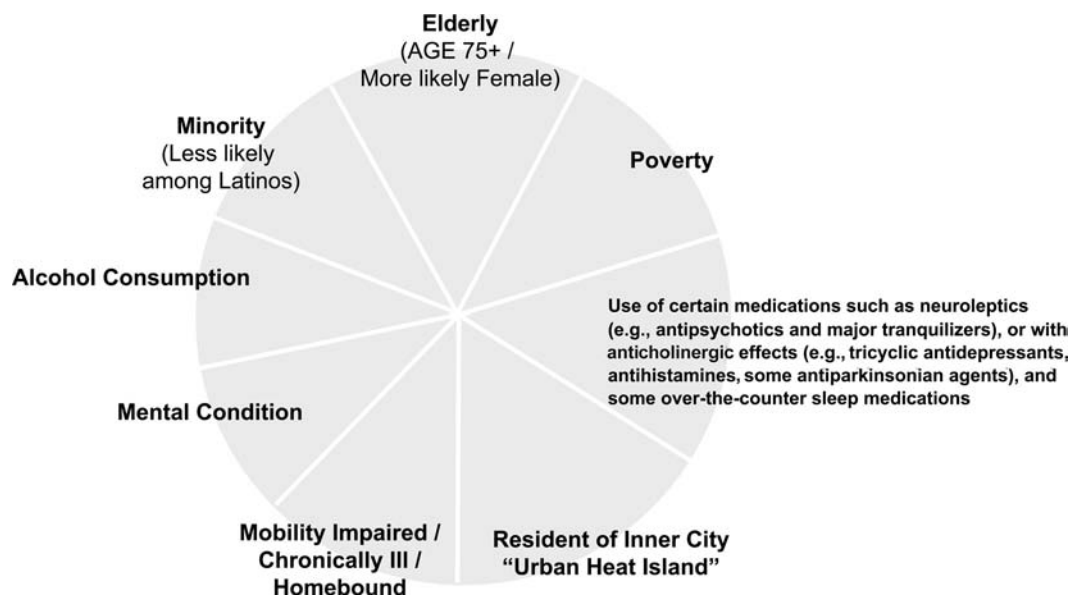 Elderly
(AGE 75+ /
More likely Female)
Minority
(Less likely
among Latinos)
Poverty
Alcohol Consumption
Use of certain medications such as neuroleptics
(e.g., antipsychotics and major tranquilizers), or with
anticholinergic effects (e.g., tricyclic antidepressants,
antihistamines, some antiparkinsonian agents), and
some over-the-counter sleep medications
Mental Condition
Mobility Impaired /
Chronically Ill /
Homebound
Resident of Inner City
“Urban Heat Island”